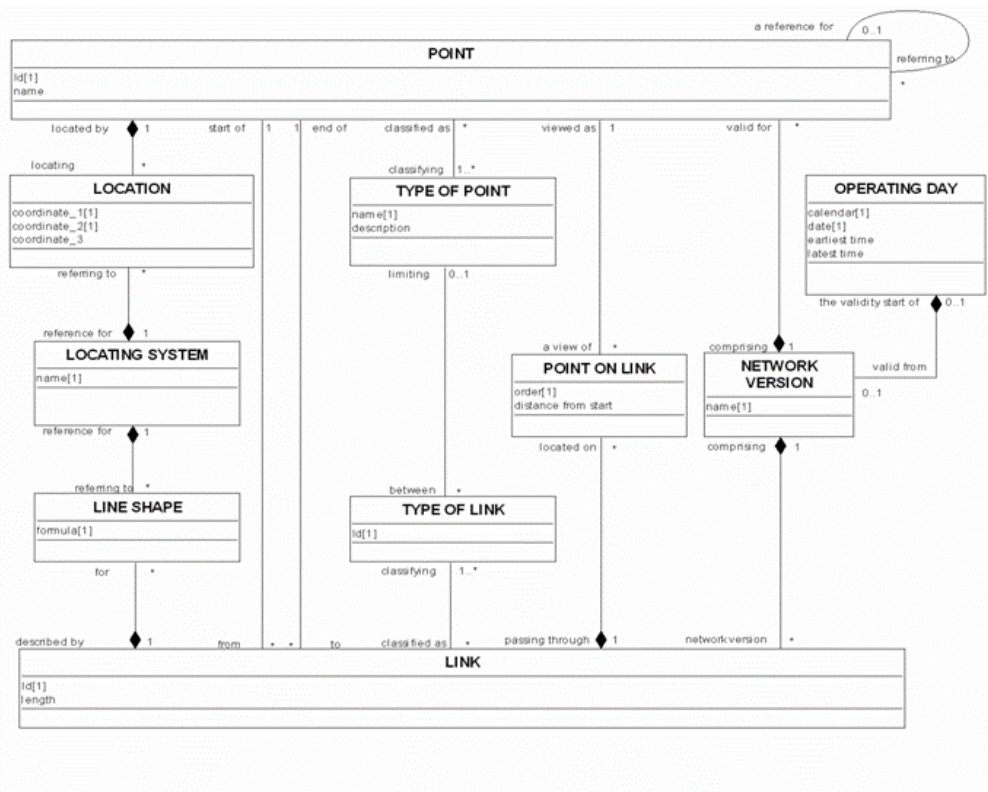 a reference for 0..1
POINT
referring to
Id[1]
name
*
located by 1 start of 1 1 end of classified as * viewed as 1 valid for *
locating * classifying 1..*
LOCATION TYPE OF POINT OPERATING DAY
coordinate_1[1] name[1] calendar[1]
coordinate_2[1] description date[1]
coordinate_3 earliest time
latest time
referring to * limiting 0..1
the validity start of 0..1
reference for 1 a view of * comprising 1
LOCATING SYSTEM POINT ON LINK NETWORK
VERSION
valid from
name[1] order[1] 0..1
distance from start name[1]
reference for 1 located on * comprising 1
referring to * between *
LINE SHAPE TYPE OF LINK
formula[1] Id[1]
for * classifying 1..*
described by 1 from * * to classified as * passing through 1 network version *
LINK
Id[1]
length